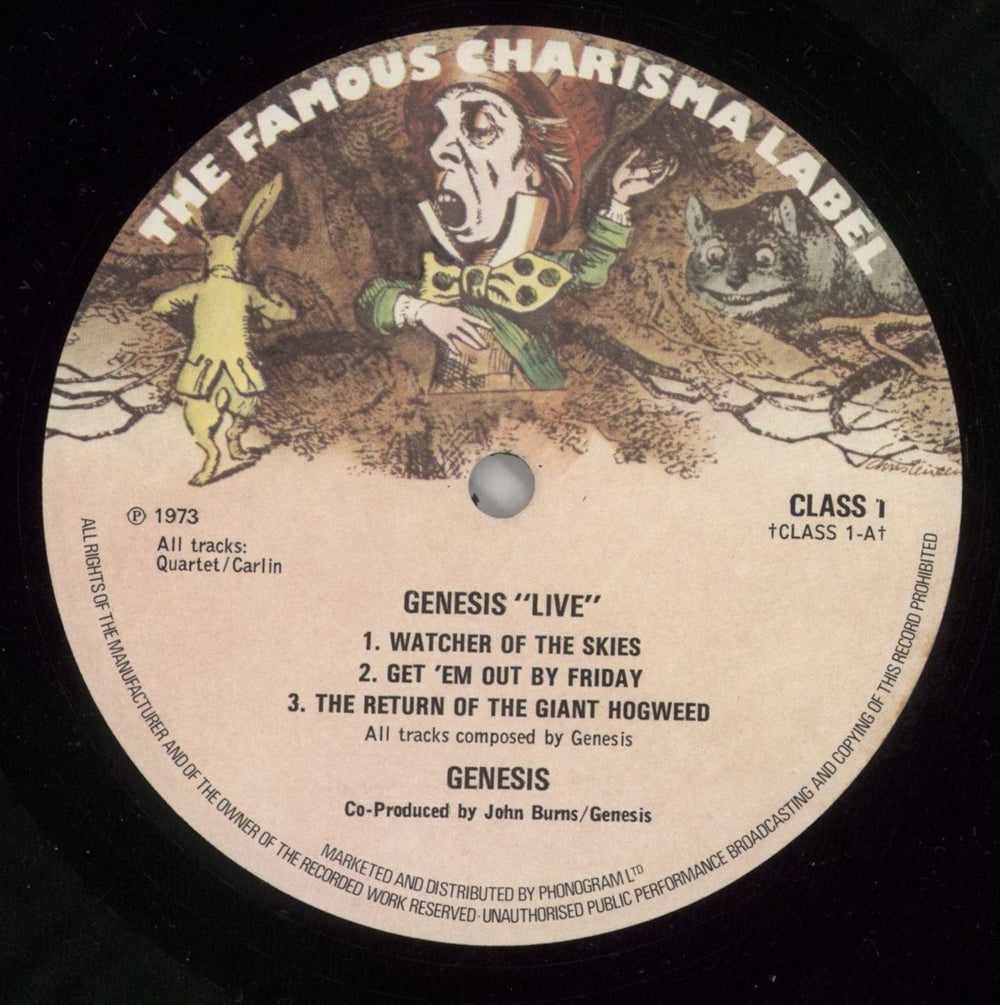 THE FAMOUS CHARISMA LABEL
Ⓟ 1973
All tracks:
Quartet/Carlin
CLASS 1
†CLASS 1-A†
GENESIS "LIVE"
1. WATCHER OF THE SKIES
2. GET 'EM OUT BY FRIDAY
3. THE RETURN OF THE GIANT HOGWEED
All tracks composed by Genesis
GENESIS
Co-Produced by John Burns/Genesis
MARKETED AND DISTRIBUTED BY PHONOGRAM LTD
ALL RIGHTS OF THE MANUFACTURER AND OF THE OWNER OF THE RECORDED WORK RESERVED · UNAUTHORISED PUBLIC PERFORMANCE BROADCASTING AND COPYING OF THIS RECORD PROHIBITED